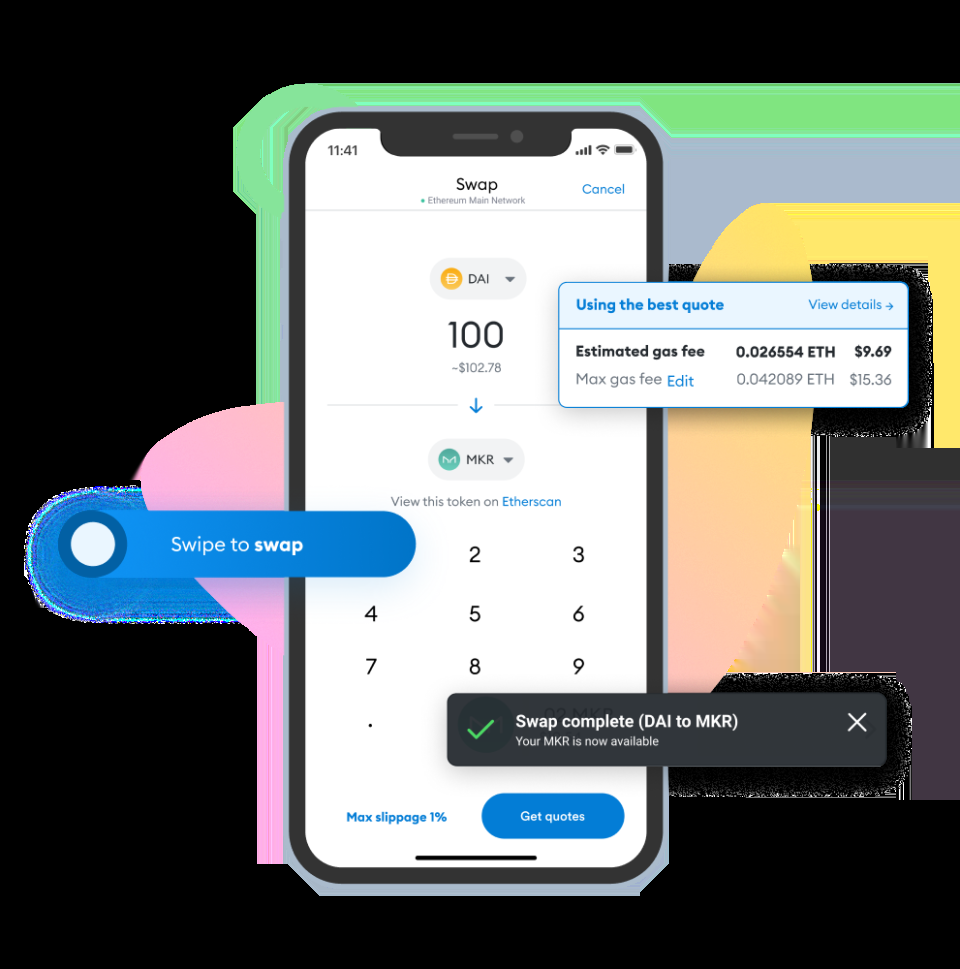 11:41
Swap
Cancel
Ethereum Main Network
DAI
100
~$102.78
Using the best quote
View details →
Estimated gas fee 0.026554 ETH $9.69
Max gas fee Edit 0.042089 ETH $15.36
MKR
View this token on Etherscan
Swipe to swap
2 3
4 5 6
7 8 9
.
Swap complete (DAI to MKR)
Your MKR is now available
Max slippage 1%
Get quotes